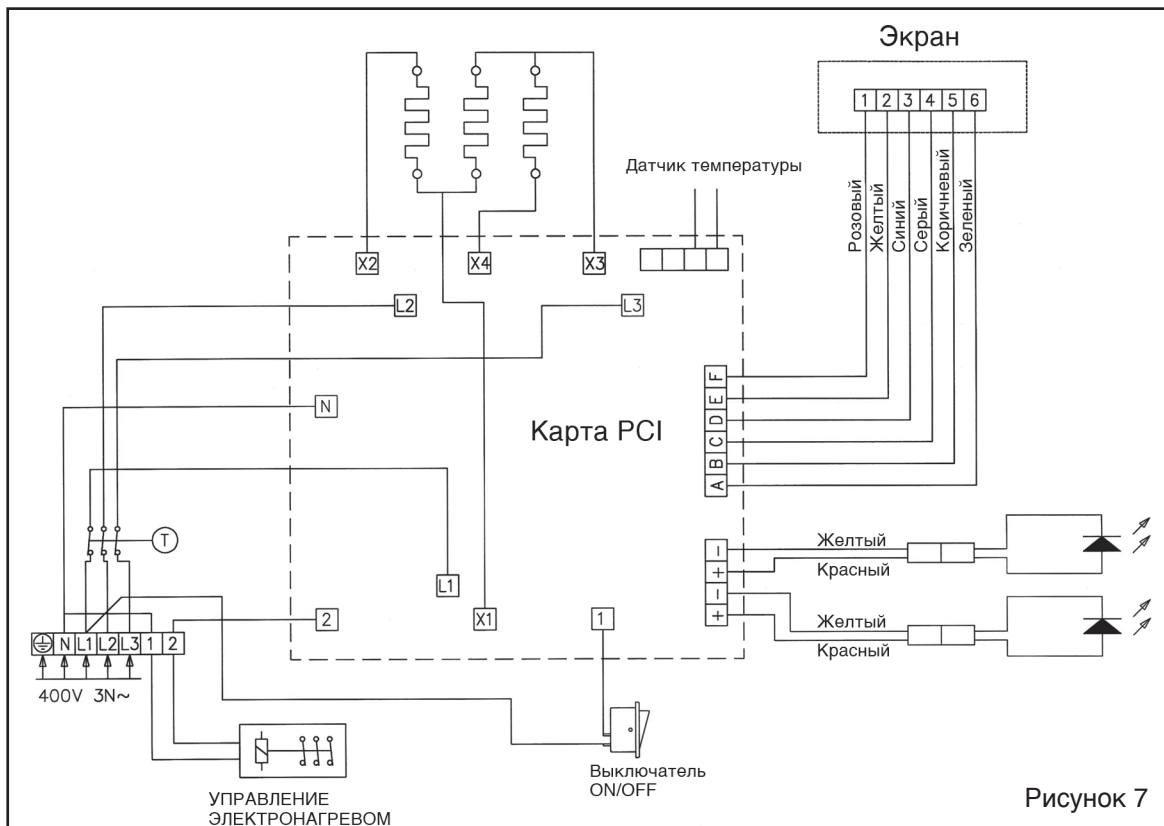 Экран
1 2 3 4 5 6
Розовый
Желтый
Синий
Серый
Коричневый
Зеленый
Датчик температуры
X2 X4 X3
L2 L3
N
Карта PCI
F
E
D
C
B
A
T
L1
2 X1 1
−
+
−
+
Желтый
Красный
Желтый
Красный
N L1 L2 L3 1 2
400V 3N~
УПРАВЛЕНИЕ
ЭЛЕКТРОНАГРЕВОМ
Выключатель
ON/OFF
Рисунок 7